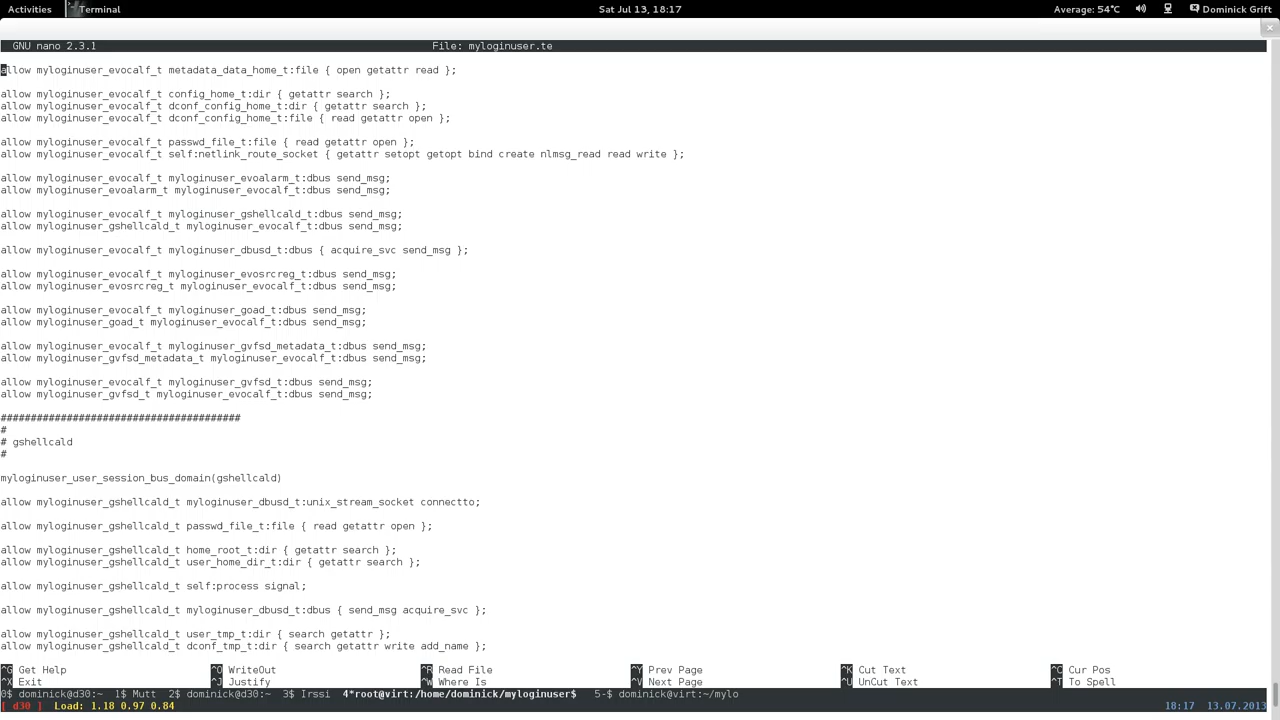 Activities Terminal Sat Jul 13, 18:17 Average: 54°C Dominick Grift
GNU nano 2.3.1 File: myloginuser.te
allow myloginuser_evocalf_t metadata_data_home_t:file { open getattr read };
allow myloginuser_evocalf_t config_home_t:dir { getattr search };
allow myloginuser_evocalf_t dconf_config_home_t:dir { getattr search };
allow myloginuser_evocalf_t dconf_config_home_t:file { read getattr open };
allow myloginuser_evocalf_t passwd_file_t:file { read getattr open };
allow myloginuser_evocalf_t self:netlink_route_socket { getattr setopt getopt bind create nlmsg_read read write };
allow myloginuser_evocalf_t myloginuser_evoalarm_t:dbus send_msg;
allow myloginuser_evoalarm_t myloginuser_evocalf_t:dbus send_msg;
allow myloginuser_evocalf_t myloginuser_gshellcald_t:dbus send_msg;
allow myloginuser_gshellcald_t myloginuser_evocalf_t:dbus send_msg;
allow myloginuser_evocalf_t myloginuser_dbusd_t:dbus { acquire_svc send_msg };
allow myloginuser_evocalf_t myloginuser_evosrcreg_t:dbus send_msg;
allow myloginuser_evosrcreg_t myloginuser_evocalf_t:dbus send_msg;
allow myloginuser_evocalf_t myloginuser_goad_t:dbus send_msg;
allow myloginuser_goad_t myloginuser_evocalf_t:dbus send_msg;
allow myloginuser_evocalf_t myloginuser_gvfsd_metadata_t:dbus send_msg;
allow myloginuser_gvfsd_metadata_t myloginuser_evocalf_t:dbus send_msg;
allow myloginuser_evocalf_t myloginuser_gvfsd_t:dbus send_msg;
allow myloginuser_gvfsd_t myloginuser_evocalf_t:dbus send_msg;
########################################
#
# gshellcald
#
myloginuser_user_session_bus_domain(gshellcald)
allow myloginuser_gshellcald_t myloginuser_dbusd_t:unix_stream_socket connectto;
allow myloginuser_gshellcald_t passwd_file_t:file { read getattr open };
allow myloginuser_gshellcald_t home_root_t:dir { getattr search };
allow myloginuser_gshellcald_t user_home_dir_t:dir { getattr search };
allow myloginuser_gshellcald_t self:process signal;
allow myloginuser_gshellcald_t myloginuser_dbusd_t:dbus { send_msg acquire_svc };
allow myloginuser_gshellcald_t user_tmp_t:dir { search getattr };
allow myloginuser_gshellcald_t dconf_tmp_t:dir { search getattr write add_name };
^G Get Help ^O WriteOut ^R Read File ^Y Prev Page ^K Cut Text ^C Cur Pos
^X Exit ^J Justify ^W Where Is ^V Next Page ^U UnCut Text ^T To Spell
0$ dominick@d30:~ 1$ Mutt 2$ dominick@d30:~ 3$ Irssi 4*root@virt:/home/dominick/myloginuser$ 5-$ dominick@virt:~/mylo
[ d30 ] Load: 1.18 0.97 0.84 18:17 13.07.2013